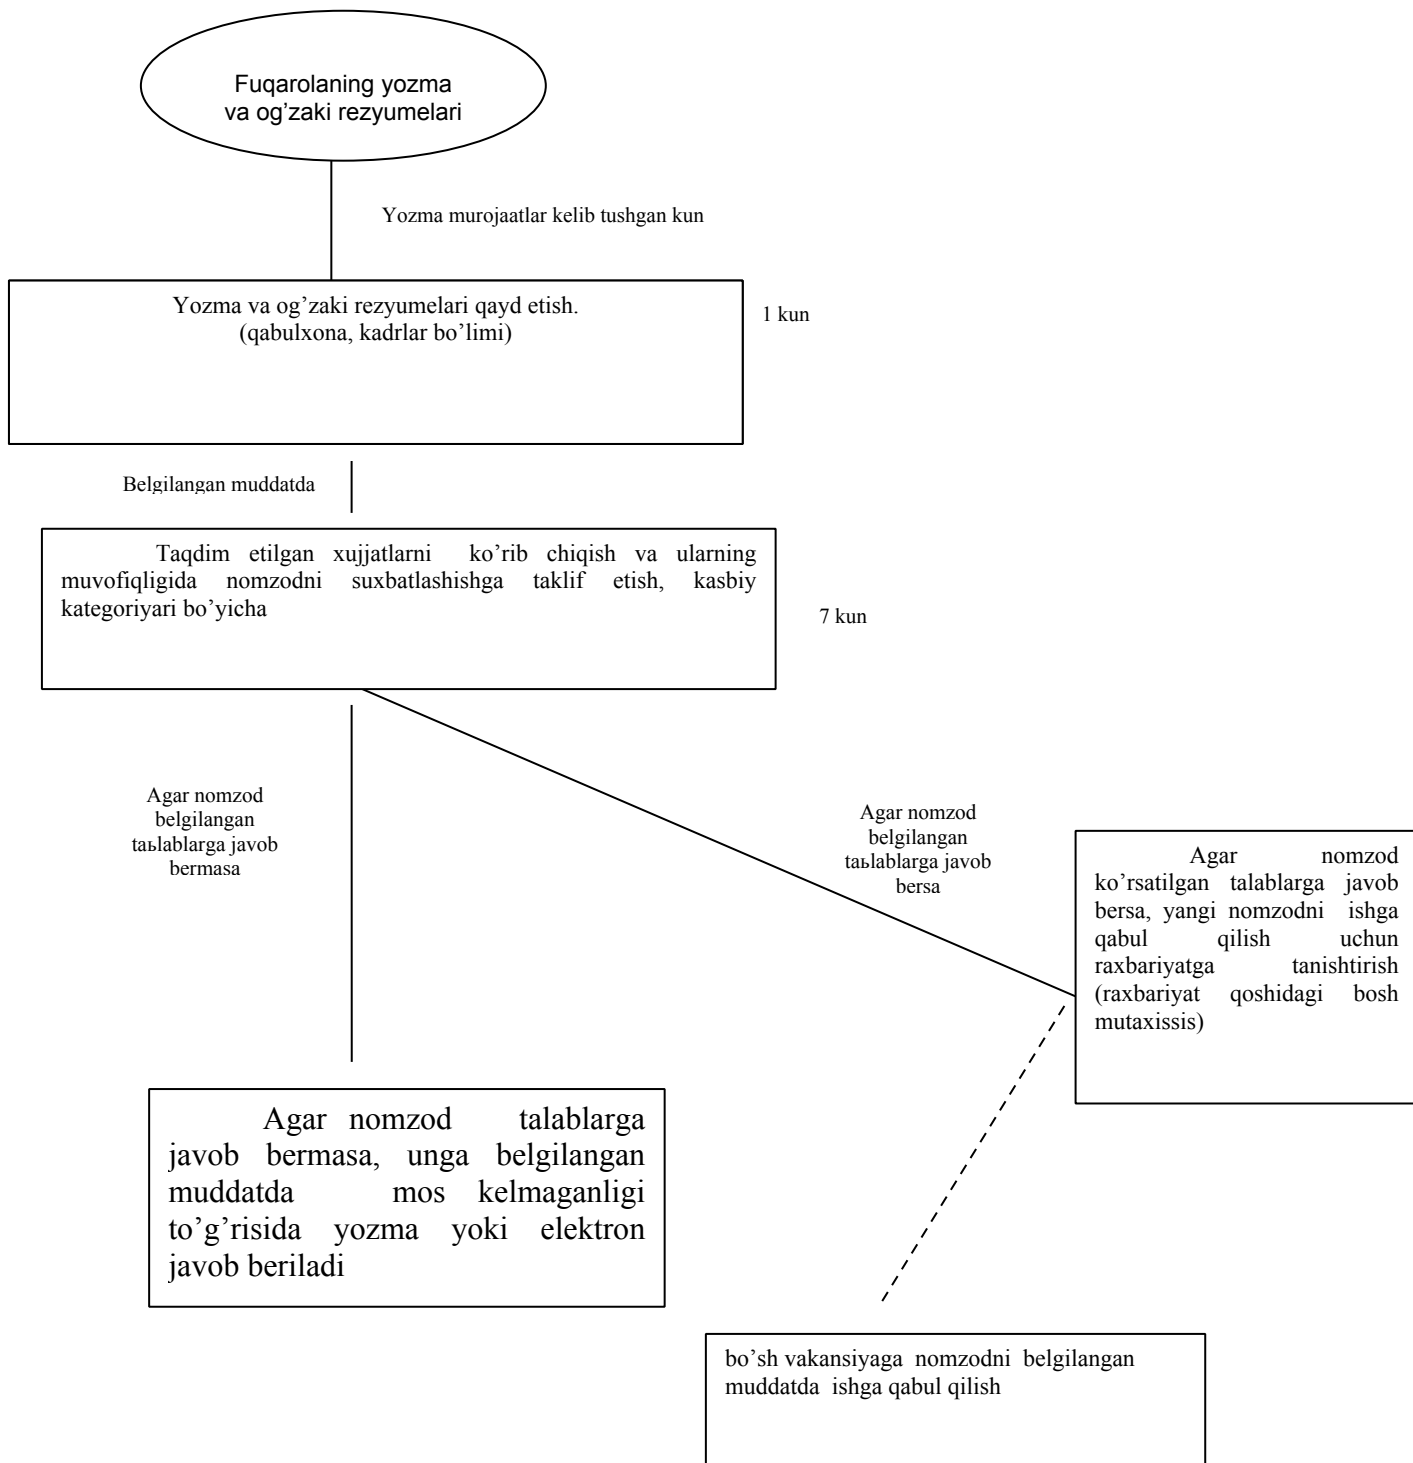 Fuqarolaning yozma
va og’zaki rezyumelari
Yozma murojaatlar kelib tushgan kun
Yozma va og’zaki rezyumelari qayd etish.
(qabulxona, kadrlar bo’limi)
1 kun
Belgilangan muddatda
Taqdim etilgan xujjatlarni ko’rib chiqish va ularning
muvofiqligida nomzodni suxbatlashishga taklif etish, kasbiy
kategoriyari bo’yicha
7 kun
Agar nomzod
belgilangan
taьlablarga javob
bermasa
Agar nomzod
belgilangan
taьlablarga javob
bersa
Agar nomzod
ko’rsatilgan talablarga javob
bersa, yangi nomzodni ishga
qabul qilish uchun
raxbariyatga tanishtirish
(raxbariyat qoshidagi bosh
mutaxissis)
Agar nomzod talablarga
javob bermasa, unga belgilangan
muddatda mos kelmaganligi
to’g’risida yozma yoki elektron
javob beriladi
bo’sh vakansiyaga nomzodni belgilangan
muddatda ishga qabul qilish